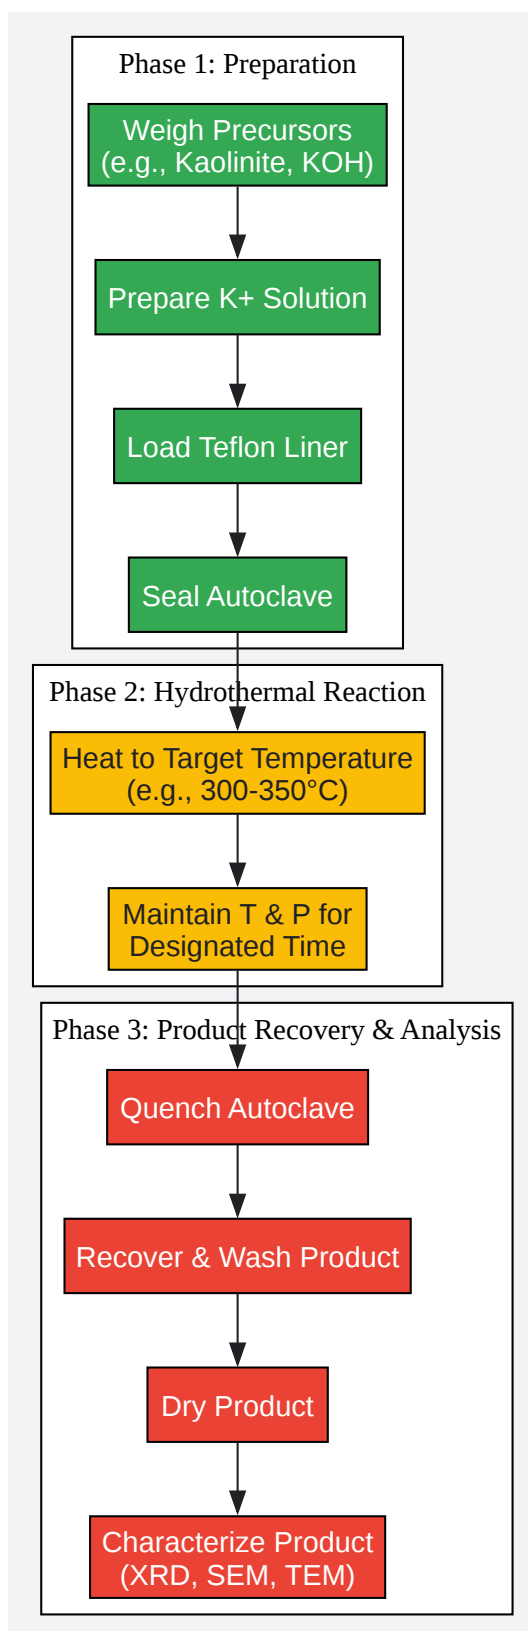 Phase 1: Preparation
Weigh Precursors
(e.g., Kaolinite, KOH)
Prepare K+ Solution
Load Teflon Liner
Seal Autoclave
Phase 2: Hydrothermal Reaction
Heat to Target Temperature
(e.g., 300-350°C)
Maintain T & P for
Designated Time
Phase 3: Product Recovery & Analysis
Quench Autoclave
Recover & Wash Product
Dry Product
Characterize Product
(XRD, SEM, TEM)